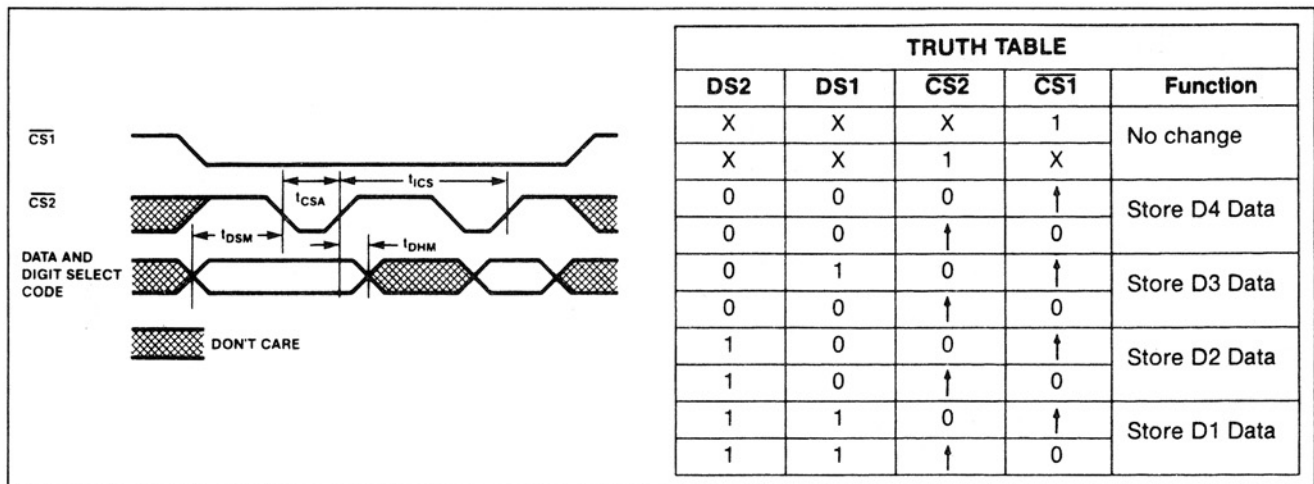 CS1
CS2
tCSA
tICS
tDSM
tDHM
DATA AND
DIGIT SELECT
CODE
DON'T CARE
TRUTH TABLE
DS2 DS1 CS2 CS1 Function
X X X 1 No change
X X 1 X
0 0 0 ↑ Store D4 Data
0 0 ↑ 0
0 1 0 ↑ Store D3 Data
0 0 ↑ 0
1 0 0 ↑ Store D2 Data
1 0 ↑ 0
1 1 0 ↑ Store D1 Data
1 1 ↑ 0